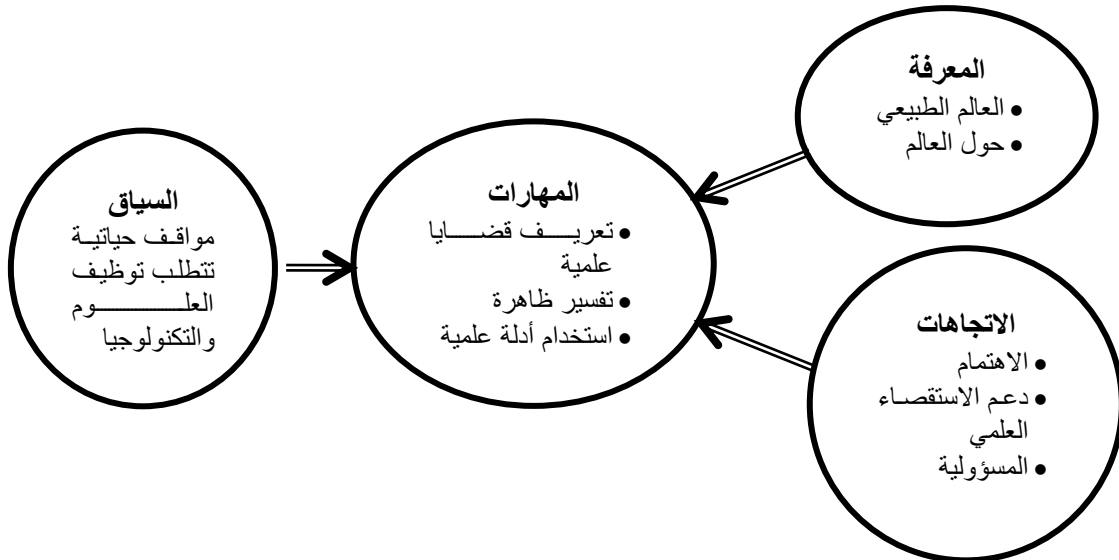 المعرفة
• العالم الطبيعي
• حول العالم
المهارات
• تعريف قضايا
علمية
• تفسير ظاهرة
• استخدام أدلة علمية
السياق
مواقف حياتية
تتطلب توظيف
العلوم
والتكنولوجيا
الاتجاهات
• الاهتمام
• دعم الاستقصاء
العلمي
• المسؤولية